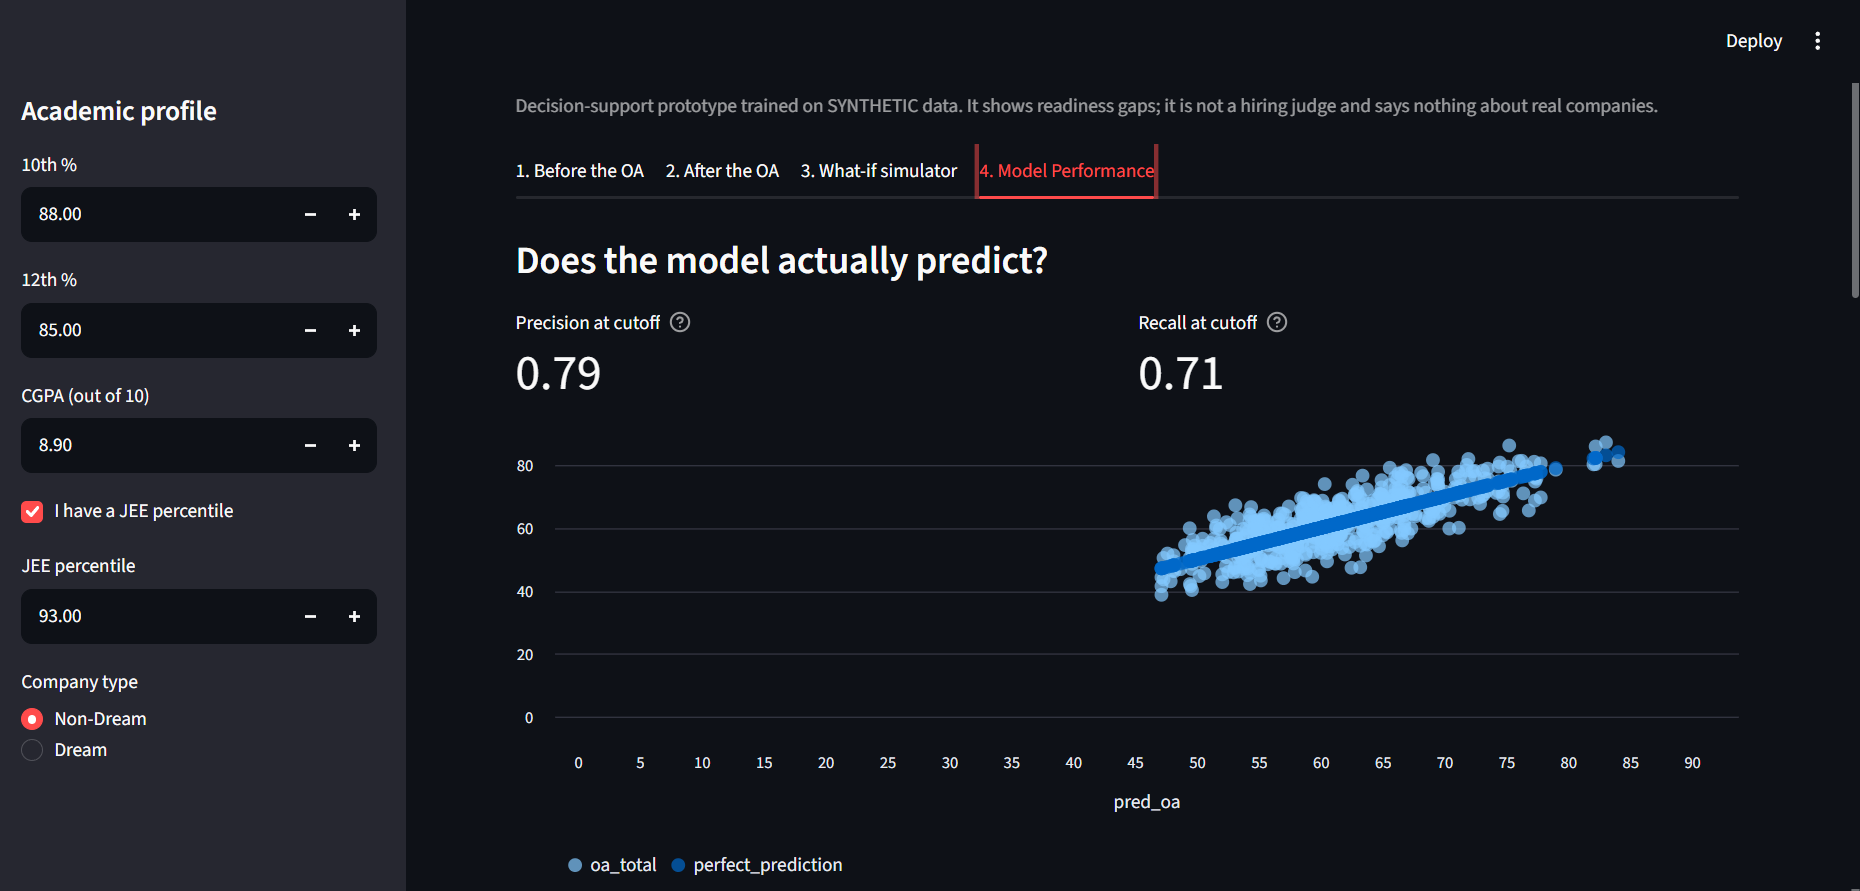 Deploy
Academic profile
10th %
88.00
12th %
85.00
CGPA (out of 10)
8.90
I have a JEE percentile
JEE percentile
93.00
Company type
Non-Dream
Dream
Decision-support prototype trained on SYNTHETIC data. It shows readiness gaps; it is not a hiring judge and says nothing about real companies.
1. Before the OA
2. After the OA
3. What-if simulator
4. Model Performance
Does the model actually predict?
Precision at cutoff
0.79
Recall at cutoff
0.71
80
60
40
20
0
0 5 10 15 20 25 30 35 40 45 50 55 60 65 70 75 80 85 90
pred_oa
oa_total
perfect_prediction